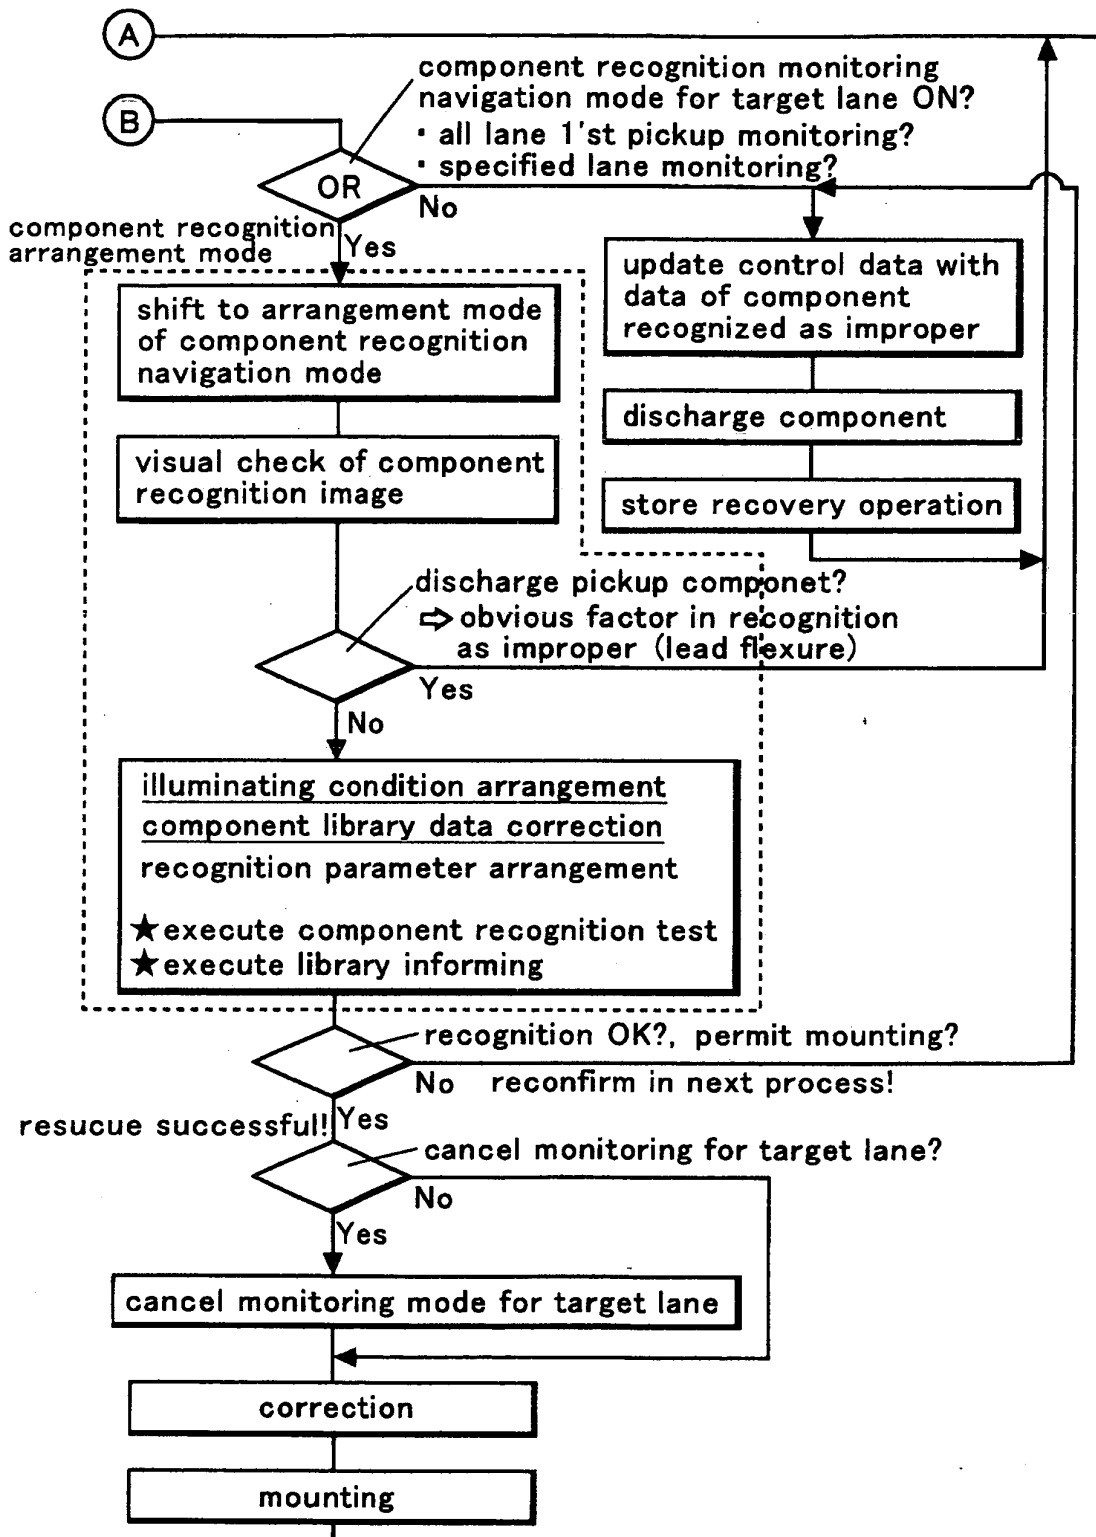 A
component recognition monitoring
navigation mode for target lane ON?
B
· all lane 1'st pickup monitoring?
· specified lane monitoring?
OR
No
component recognition
arrangement mode
Yes
update control data with
data of component
recognized as improper
shift to arrangement mode
of component recognition
navigation mode
discharge component
visual check of component
recognition image
store recovery operation
discharge pickup componet?
⇨ obvious factor in recognition
as improper (lead flexure)
Yes
No
illuminating condition arrangement
component library data correction
recognition parameter arrangement
★execute component recognition test
★execute library informing
recognition OK?, permit mounting?
No reconfirm in next process!
resucue successful!
Yes
cancel monitoring for target lane?
No
Yes
cancel monitoring mode for target lane
correction
mounting